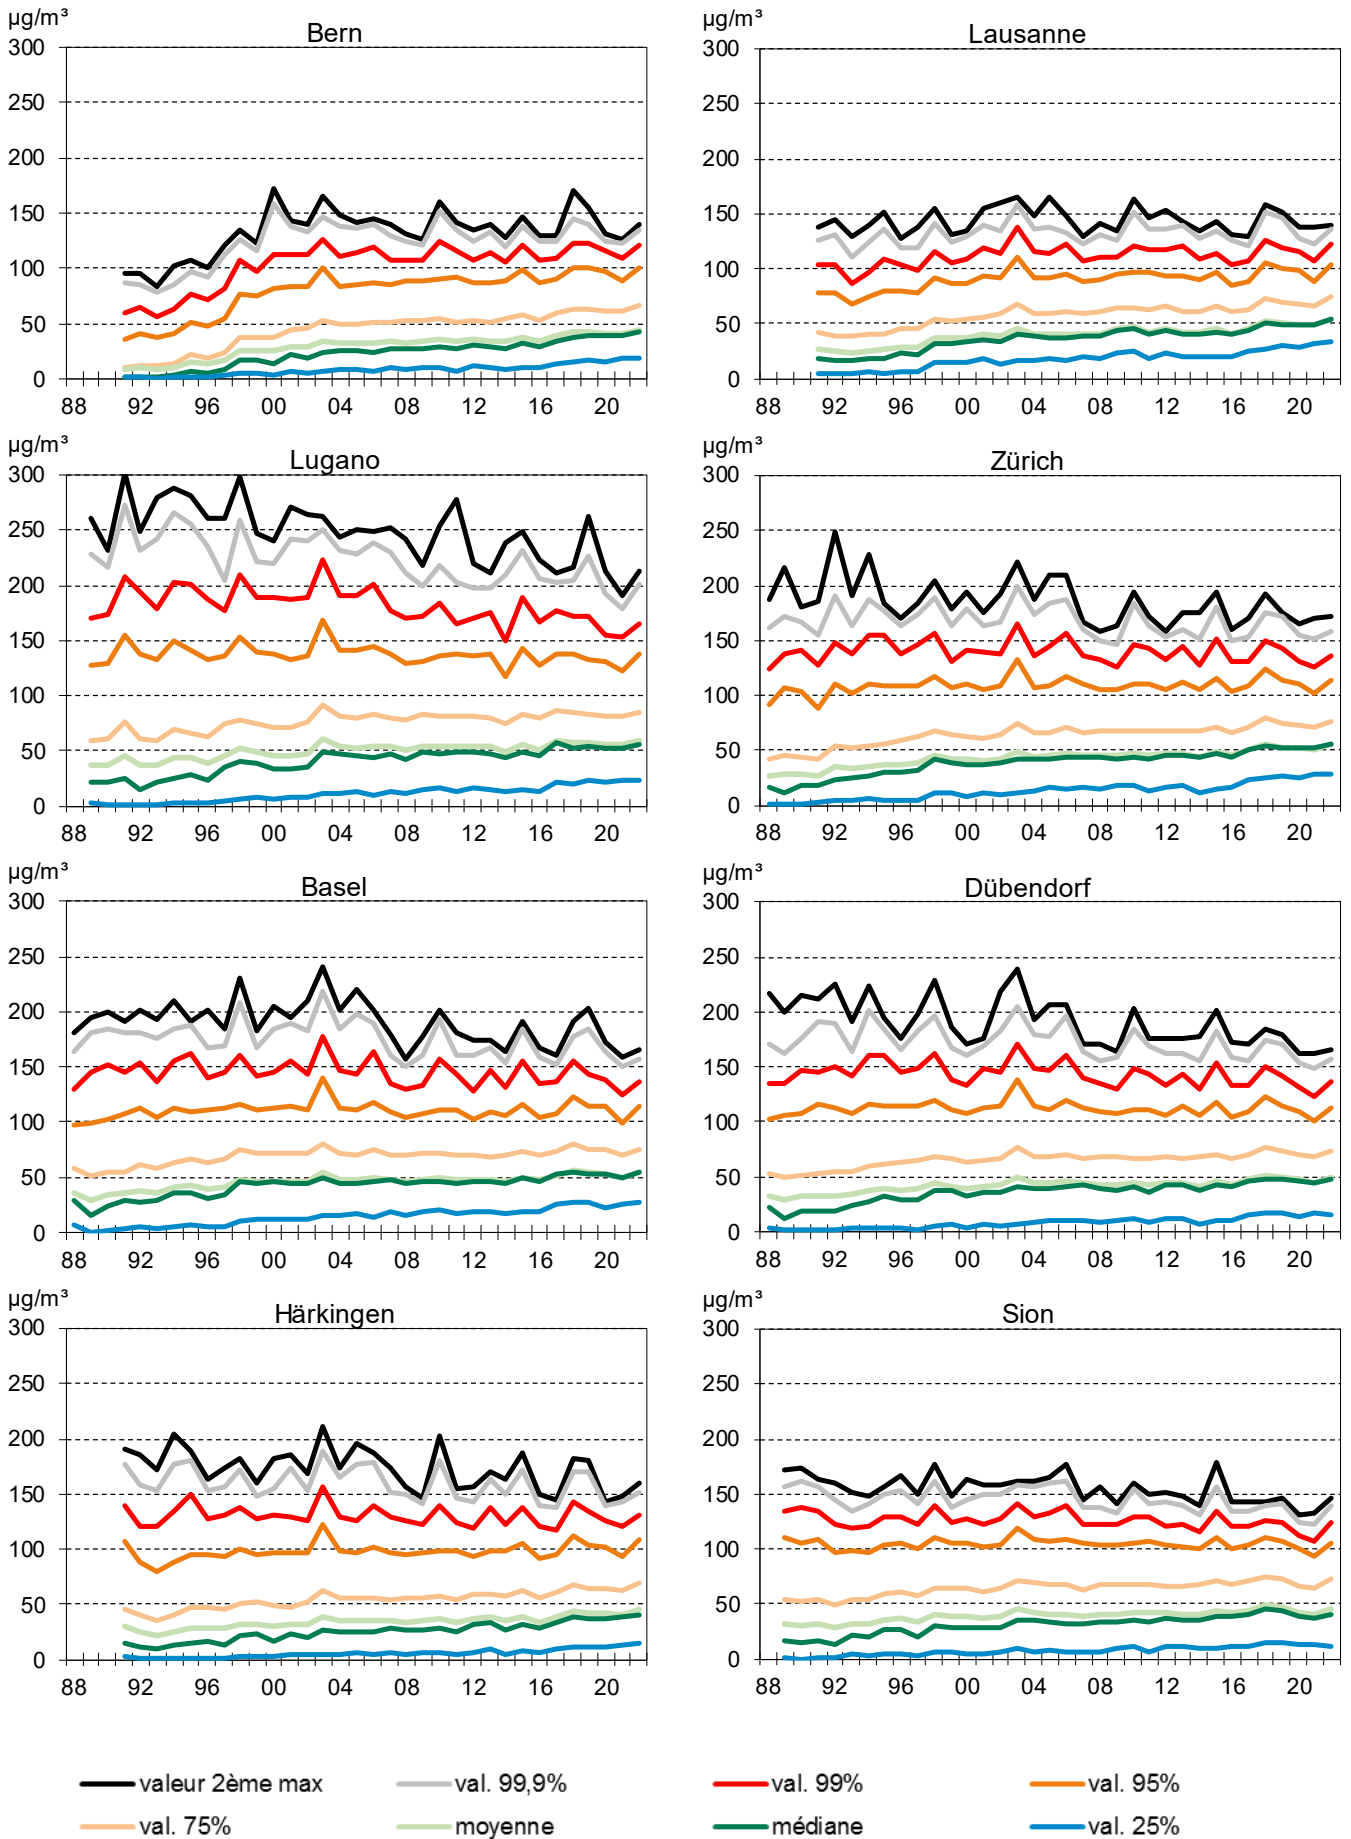 µg/m³ µg/m³
Bern Lausanne
300 300
250 250
200 200
150 150
100 100
50 50
0 0
88 92 96 00 04 08 12 16 20 88 92 96 00 04 08 12 16 20
µg/m³ µg/m³
Lugano Zürich
300 300
250 250
200 200
150 150
100 100
50 50
0 0
88 92 96 00 04 08 12 16 20 88 92 96 00 04 08 12 16 20
µg/m³ µg/m³
Basel Dübendorf
300 300
250 250
200 200
150 150
100 100
50 50
0 0
88 92 96 00 04 08 12 16 20 88 92 96 00 04 08 12 16 20
µg/m³ µg/m³
Härkingen Sion
300 300
250 250
200 200
150 150
100 100
50 50
0 0
88 92 96 00 04 08 12 16 20 88 92 96 00 04 08 12 16 20
valeur 2ème max val. 99,9% val. 99% val. 95%
val. 75% moyenne médiane val. 25%